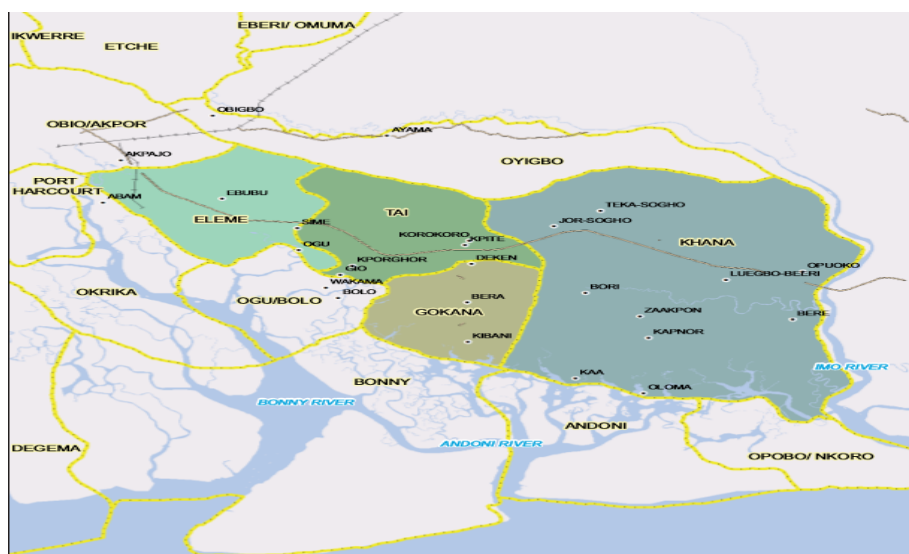 EBERI/ OMUMA
IKWERRE
ETCHE
OBIGBO
OBIO/AKPOR
AYAMA
AKPAJO
OYIGBO
PORT
HARCOURT
ABAM
EBUBU
ELEME
TAI
TEKA-SOGHO
JOR-SOGHO
SIME
KOROKORO
KPITE
KHANA
OGU
KPORGHOR
DEKEN
OPUOKO
GIO
LUEGBO-BEERI
OKRIKA
WAKAMA
BOLO
OGU/BOLO
BORI
BERA
GOKANA
ZAAKPON
BERE
KIBANI
KAPNOR
IMO RIVER
BONNY
KAA
OLOMA
BONNY RIVER
ANDONI
ANDONI RIVER
DEGEMA
OPOBO/ NKORO